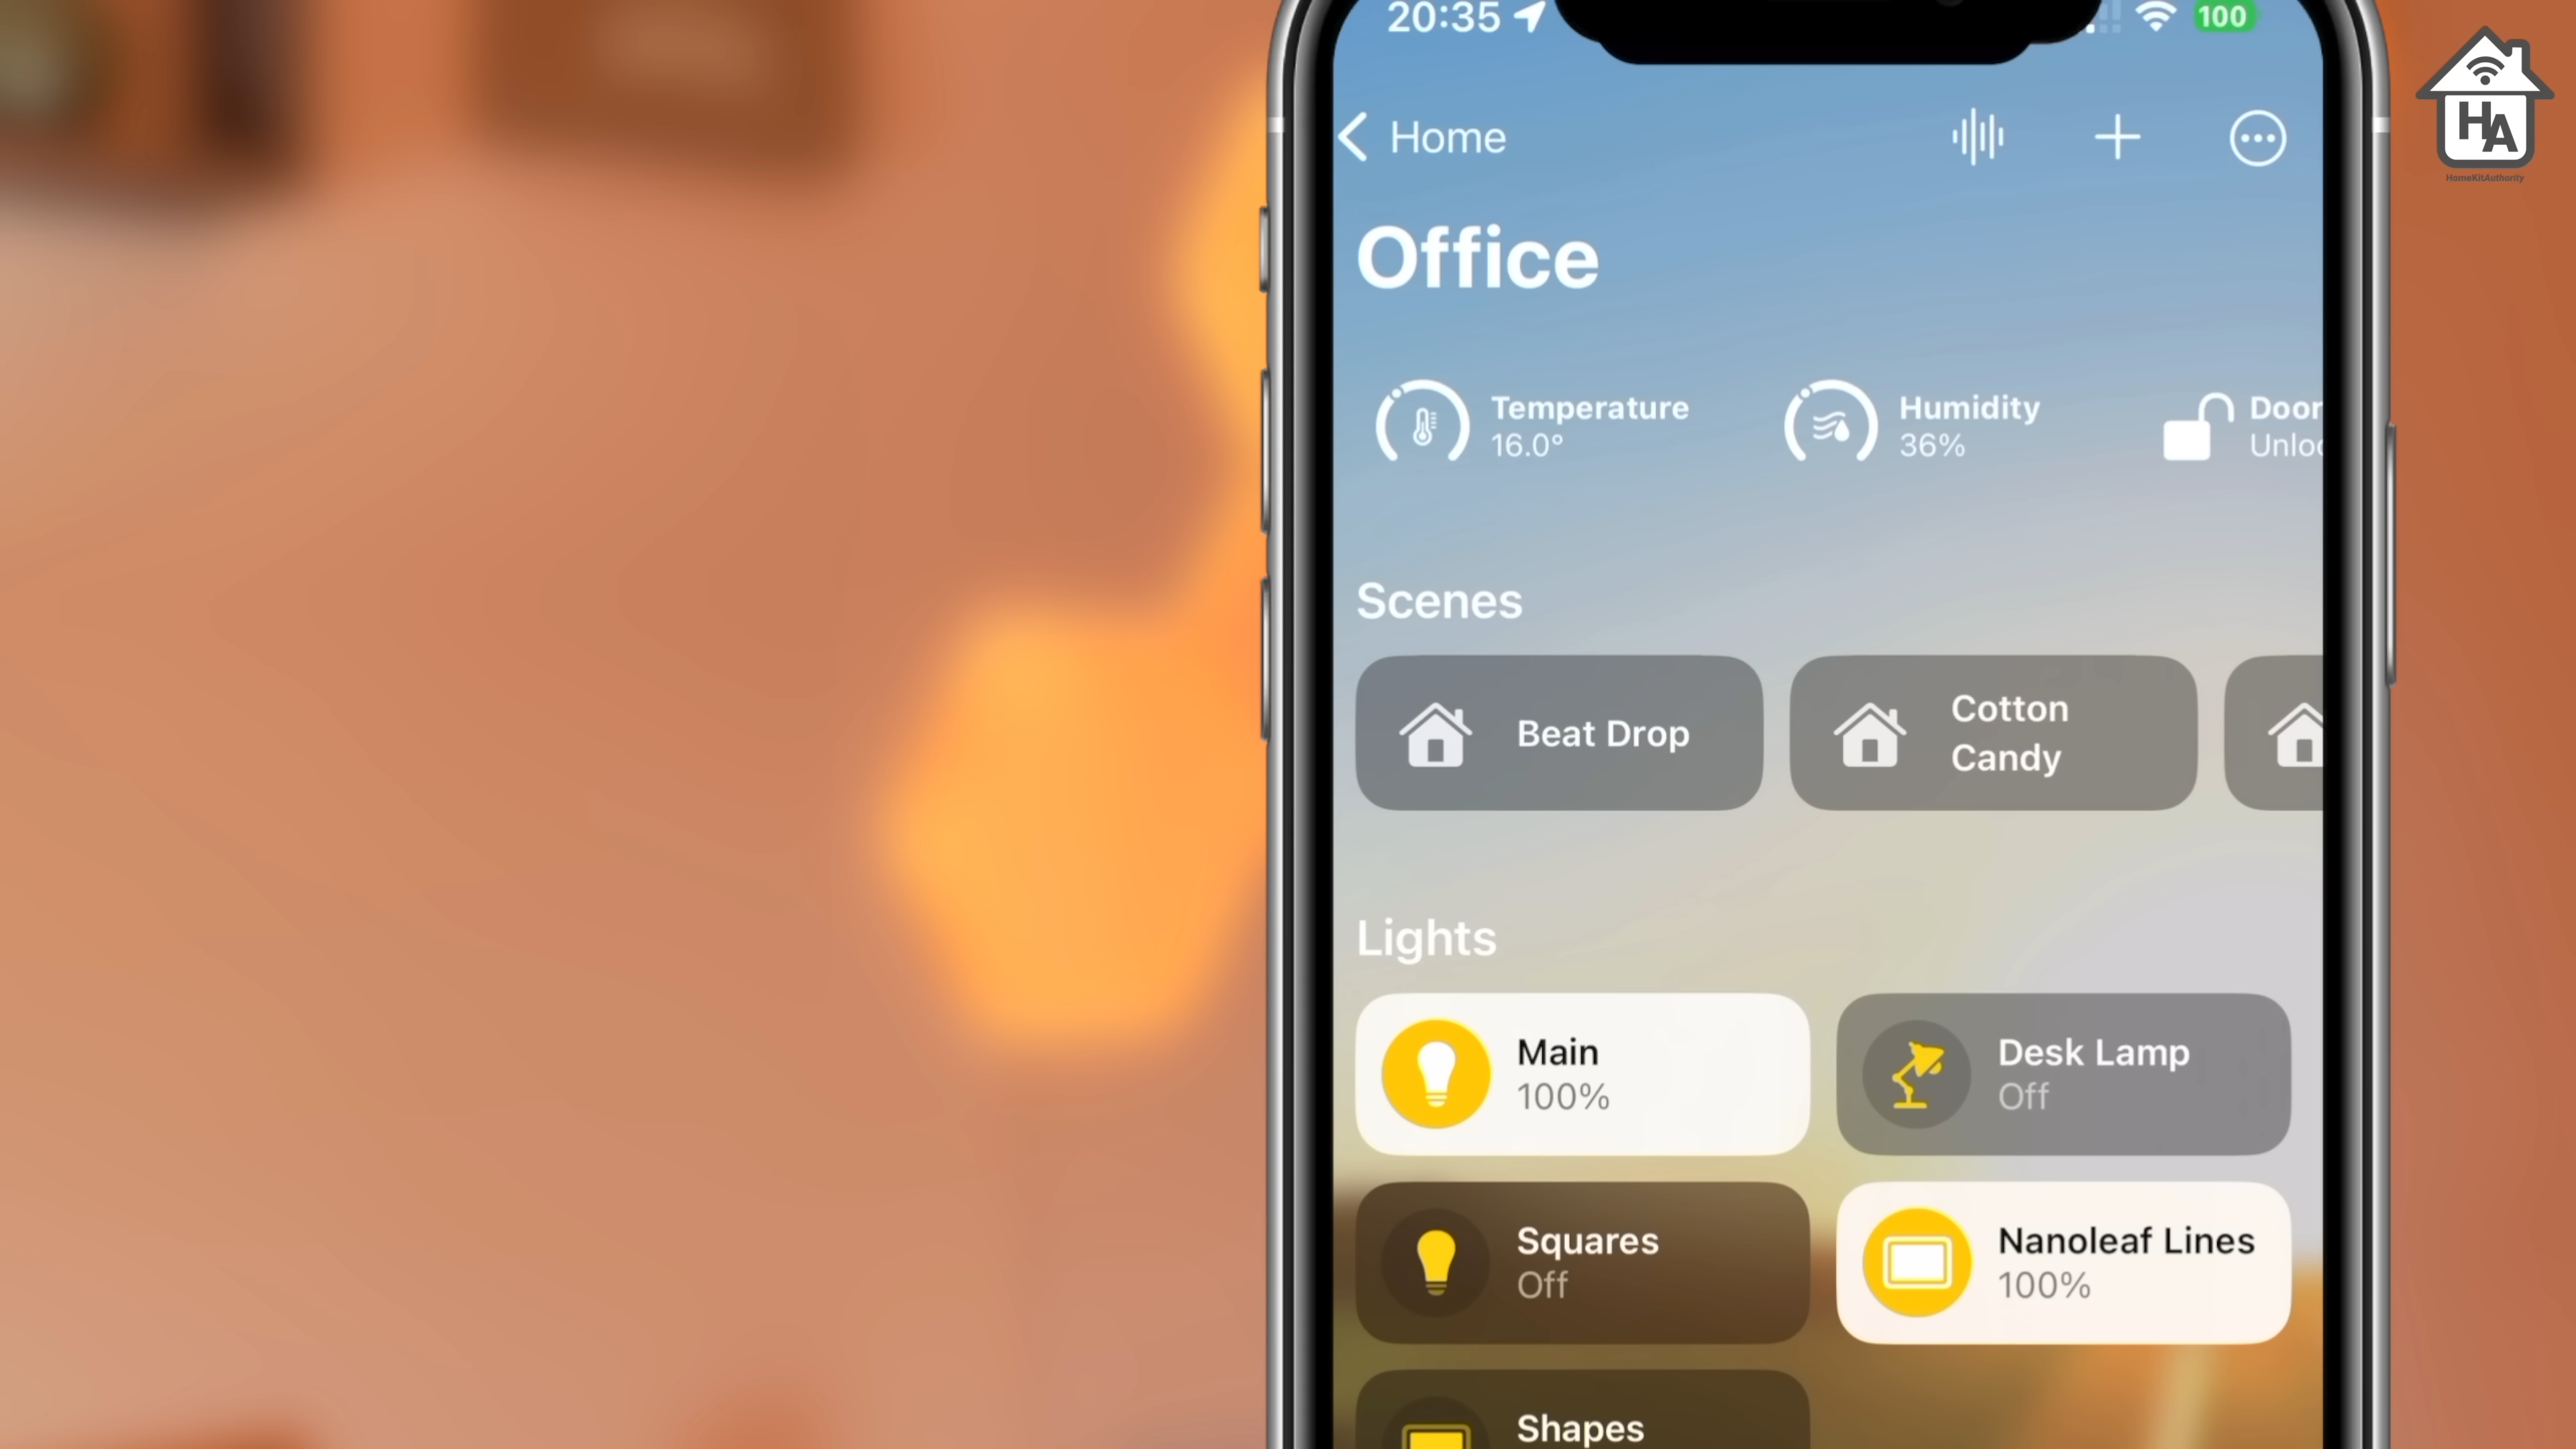 20:35
100
HA
HomeKitAuthority
Home
Office
Temperature
16.0°
Humidity
36%
Door
Unloc
Scenes
Beat Drop
Cotton
Candy
Lights
Main
100%
Desk Lamp
Off
Squares
Off
Nanoleaf Lines
100%
Shapes